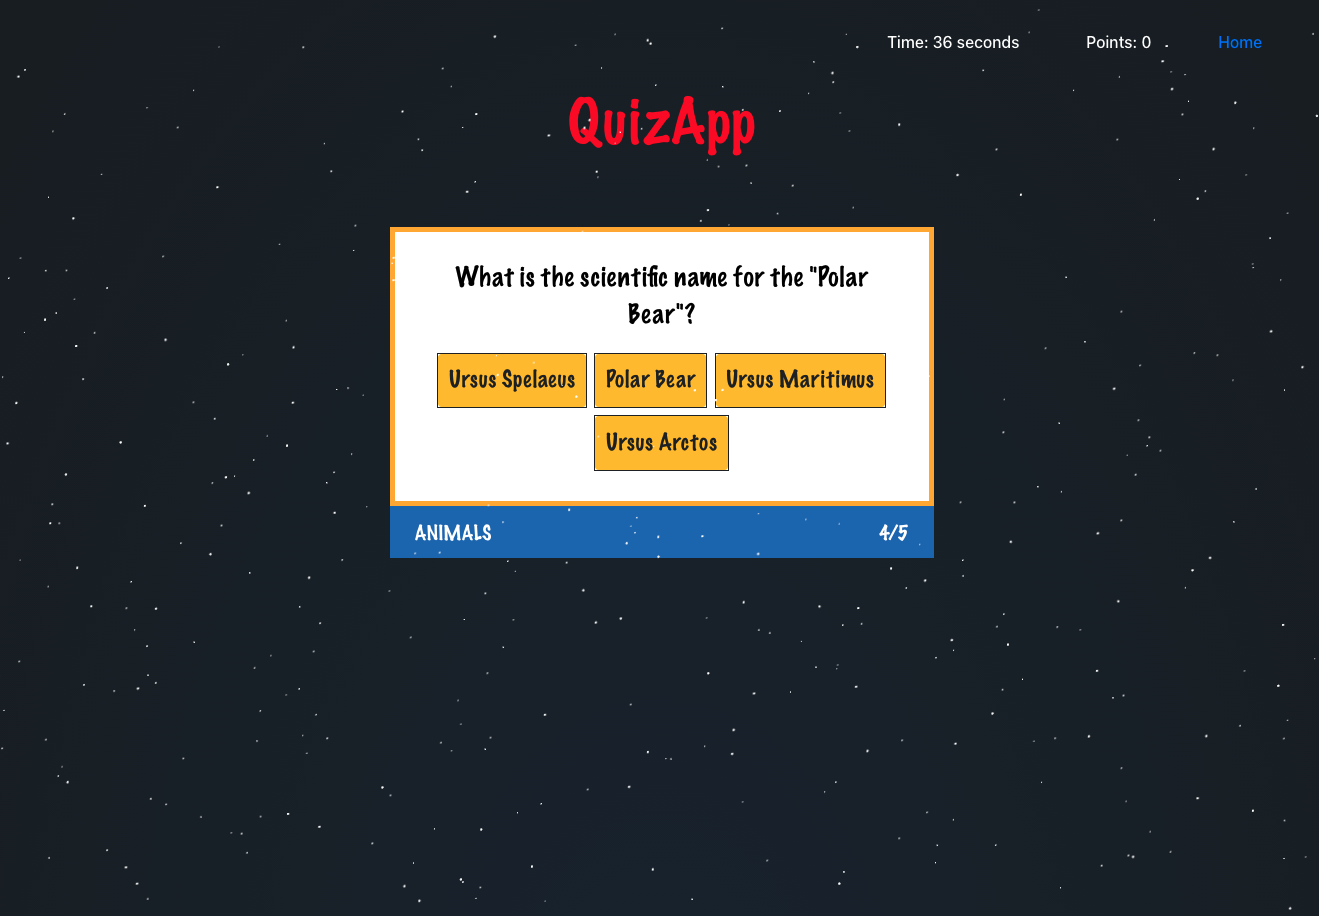 Time: 36 seconds Points: 0 Home
QuizApp
What is the scientific name for the "Polar
Bear"?
Ursus Spelaeus Polar Bear Ursus Maritimus
Ursus Arctos
ANIMALS 4/5